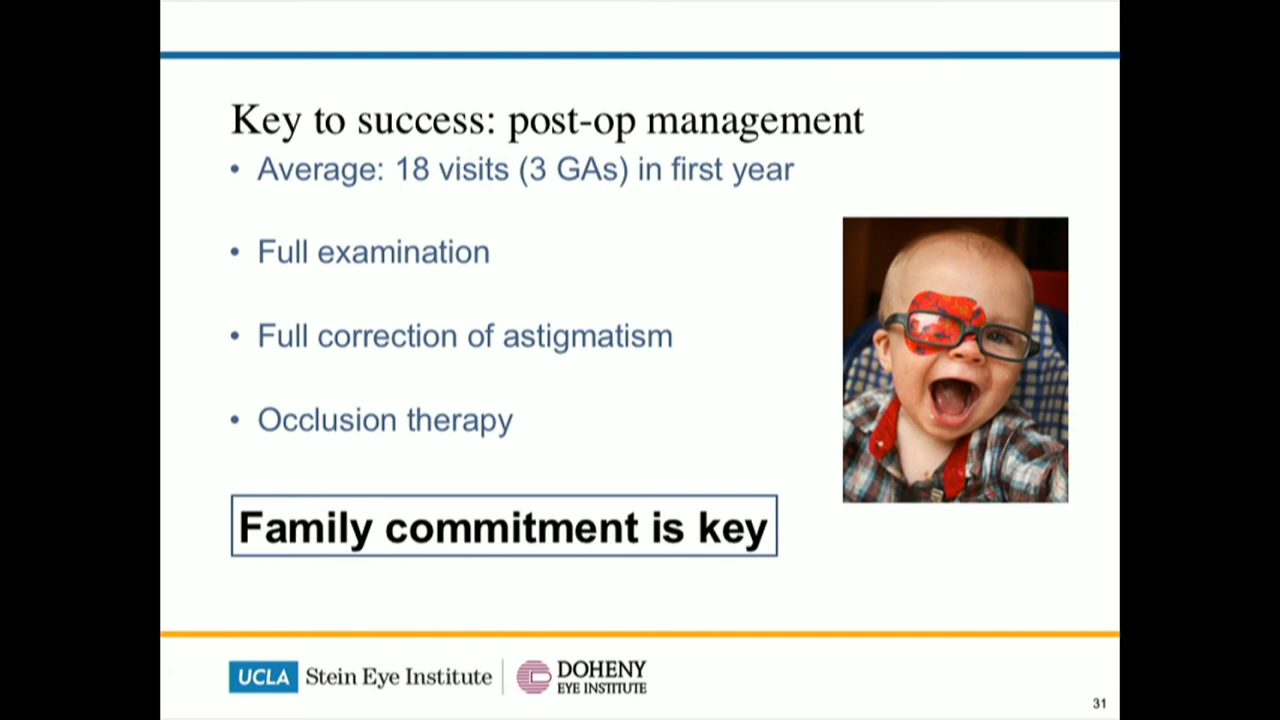 Key to success: post-op management
• Average: 18 visits (3 GAs) in first year
• Full examination
• Full correction of astigmatism
• Occlusion therapy
Family commitment is key
UCLA Stein Eye Institute
DOHENY
EYE INSTITUTE
31